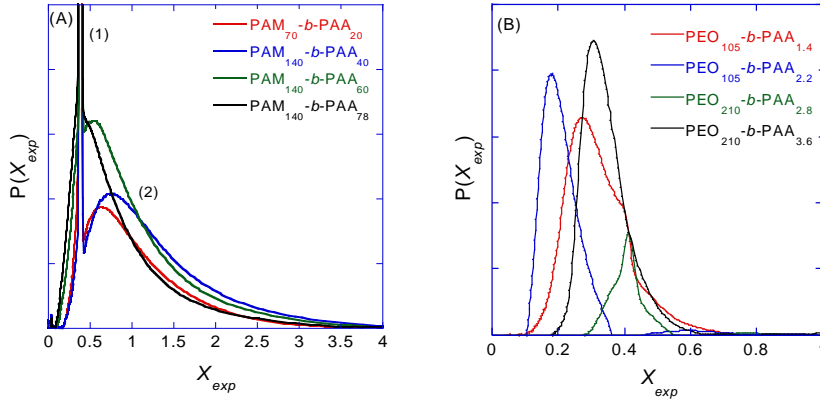 (A)
(1)
(2)
PAM70-b-PAA20
PAM140-b-PAA40
PAM140-b-PAA60
PAM140-b-PAA78
P(Xexp)
0 0.5 1 1.5 2 2.5 3 3.5 4
Xexp
(B)
PEO105-b-PAA1.4
PEO105-b-PAA2.2
PEO210-b-PAA2.8
PEO210-b-PAA3.6
P(Xexp)
0 0.2 0.4 0.6 0.8
Xexp